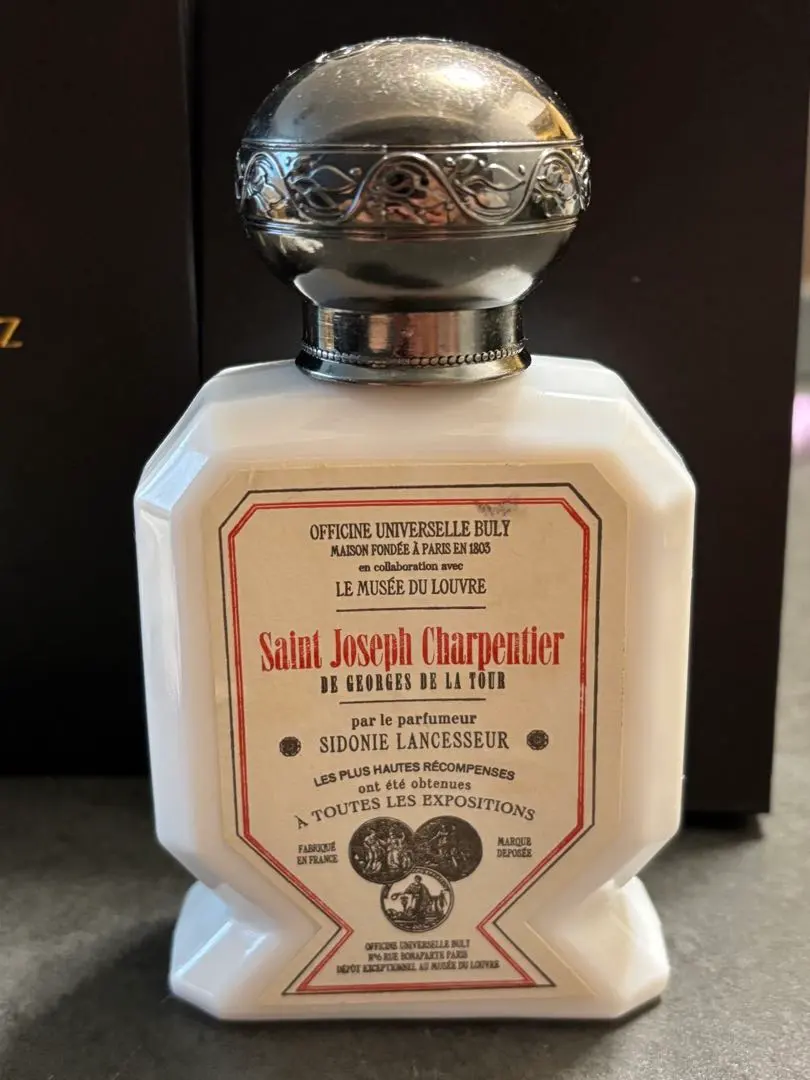 Z
OFFICINE UNIVERSELLE BULY
MAISON FONDÉE À PARIS EN 1803
en collaboration avec
LE MUSÉE DU LOUVRE
Saint Joseph Charpentier
DE GEORGES DE LA TOUR
par le parfumeur
SIDONIE LANCESSEUR
LES PLUS HAUTES RÉCOMPENSES
ont été obtenues
À TOUTES LES EXPOSITIONS
FABRIQUÉ
EN FRANCE
MARQUE
DEPOSÉE
OFFICINE UNIVERSELLE BULY
Nº6 RUE BONAPARTE PARIS
DÉPÔT EXCEPTIONNEL AU MUSÉE DU LOUVRE